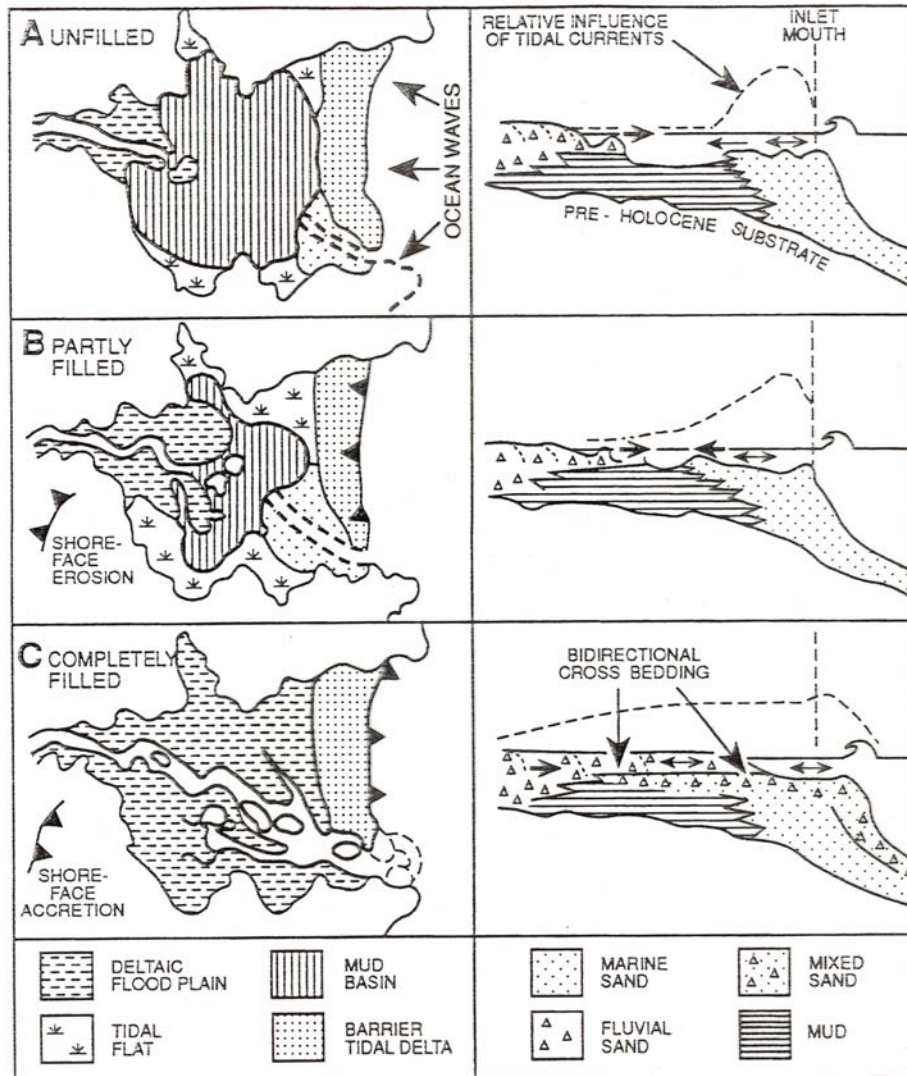 A UNFILLED
OCEAN WAVES
RELATIVE INFLUENCE
OF TIDAL CURRENTS
INLET
MOUTH
PRE - HOLOCENE SUBSTRATE
B PARTLY
FILLED
SHORE-
FACE
EROSION
C COMPLETELY
FILLED
SHORE-
FACE
ACCRETION
BIDIRECTIONAL
CROSS BEDDING
DELTAIC
FLOOD PLAIN
MUD
BASIN
TIDAL
FLAT
BARRIER
TIDAL DELTA
MARINE
SAND
MIXED
SAND
FLUVIAL
SAND
MUD